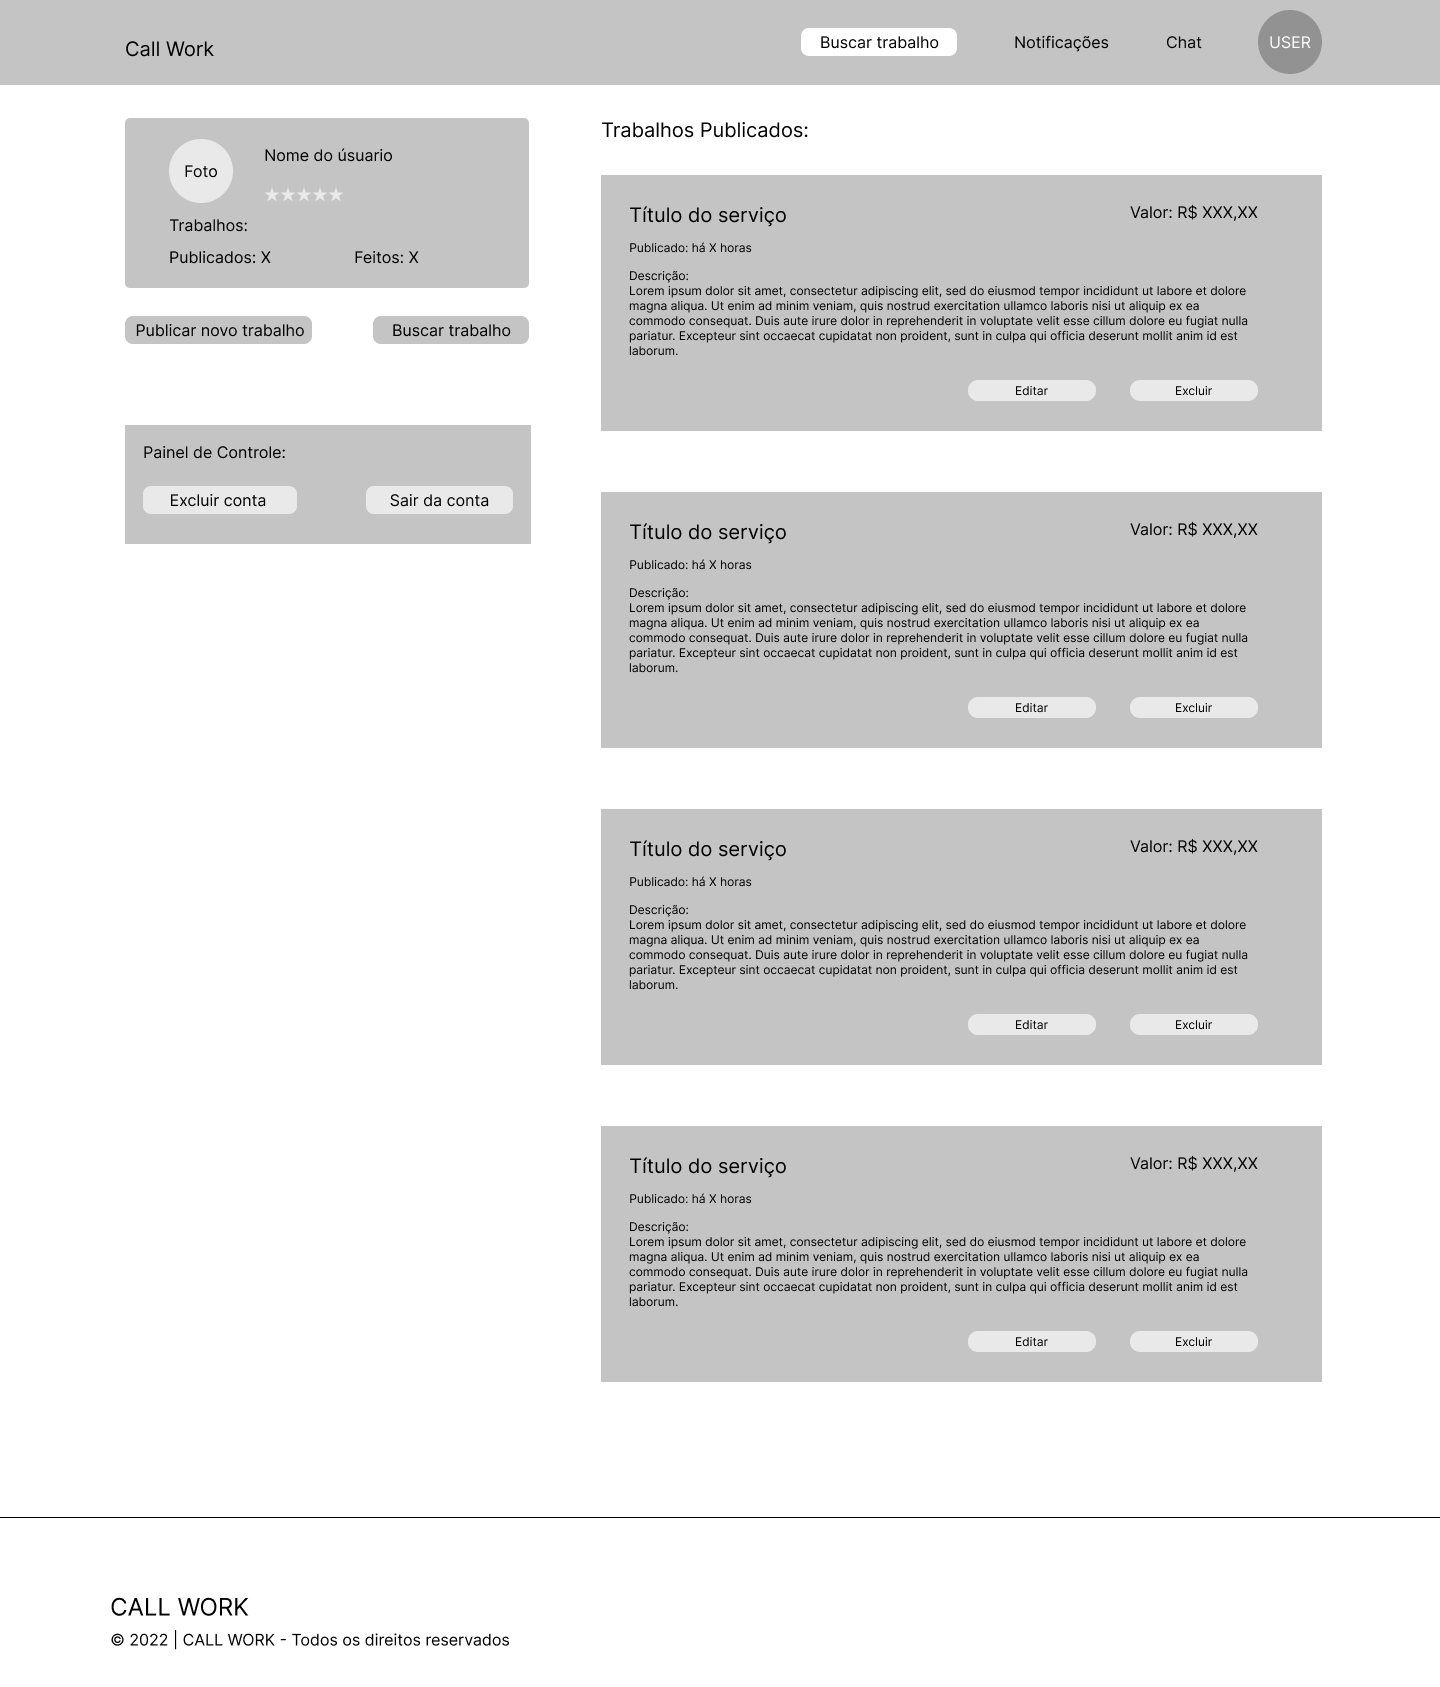 Call Work
Buscar trabalho
Notificações
Chat
USER
Foto
Nome do úsuario
★★★★★
Trabalhos:
Publicados: X
Feitos: X
Publicar novo trabalho
Buscar trabalho
Painel de Controle:
Excluir conta
Sair da conta
Trabalhos Publicados:
Título do serviço
Valor: R$ XXX,XX
Publicado: há X horas
Descrição:
Lorem ipsum dolor sit amet, consectetur adipiscing elit, sed do eiusmod tempor incididunt ut labore et dolore
magna aliqua. Ut enim ad minim veniam, quis nostrud exercitation ullamco laboris nisi ut aliquip ex ea
commodo consequat. Duis aute irure dolor in reprehenderit in voluptate velit esse cillum dolore eu fugiat nulla
pariatur. Excepteur sint occaecat cupidatat non proident, sunt in culpa qui officia deserunt mollit anim id est
laborum.
Editar
Excluir
Título do serviço
Valor: R$ XXX,XX
Publicado: há X horas
Descrição:
Lorem ipsum dolor sit amet, consectetur adipiscing elit, sed do eiusmod tempor incididunt ut labore et dolore
magna aliqua. Ut enim ad minim veniam, quis nostrud exercitation ullamco laboris nisi ut aliquip ex ea
commodo consequat. Duis aute irure dolor in reprehenderit in voluptate velit esse cillum dolore eu fugiat nulla
pariatur. Excepteur sint occaecat cupidatat non proident, sunt in culpa qui officia deserunt mollit anim id est
laborum.
Editar
Excluir
Título do serviço
Valor: R$ XXX,XX
Publicado: há X horas
Descrição:
Lorem ipsum dolor sit amet, consectetur adipiscing elit, sed do eiusmod tempor incididunt ut labore et dolore
magna aliqua. Ut enim ad minim veniam, quis nostrud exercitation ullamco laboris nisi ut aliquip ex ea
commodo consequat. Duis aute irure dolor in reprehenderit in voluptate velit esse cillum dolore eu fugiat nulla
pariatur. Excepteur sint occaecat cupidatat non proident, sunt in culpa qui officia deserunt mollit anim id est
laborum.
Editar
Excluir
Título do serviço
Valor: R$ XXX,XX
Publicado: há X horas
Descrição:
Lorem ipsum dolor sit amet, consectetur adipiscing elit, sed do eiusmod tempor incididunt ut labore et dolore
magna aliqua. Ut enim ad minim veniam, quis nostrud exercitation ullamco laboris nisi ut aliquip ex ea
commodo consequat. Duis aute irure dolor in reprehenderit in voluptate velit esse cillum dolore eu fugiat nulla
pariatur. Excepteur sint occaecat cupidatat non proident, sunt in culpa qui officia deserunt mollit anim id est
laborum.
Editar
Excluir
CALL WORK
© 2022 | CALL WORK - Todos os direitos reservados